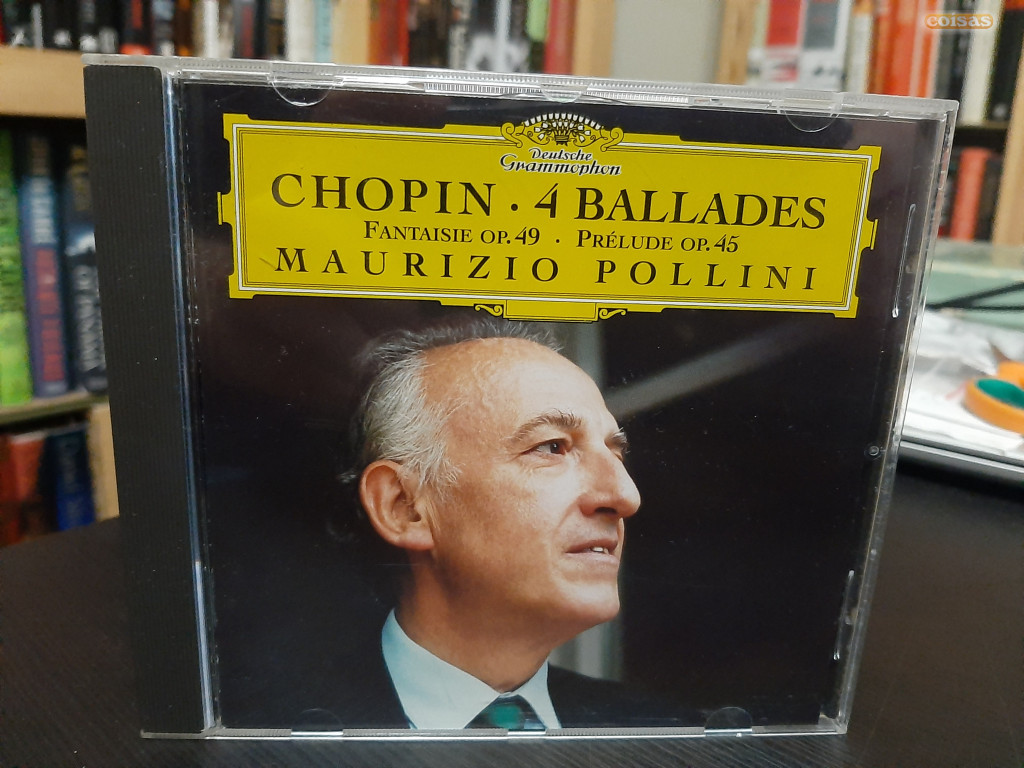 coisas
Deutsche
Grammophon
CHOPIN · 4 BALLADES
FANTAISIE OP. 49 · PRÉLUDE OP. 45
MAURIZIO POLLINI